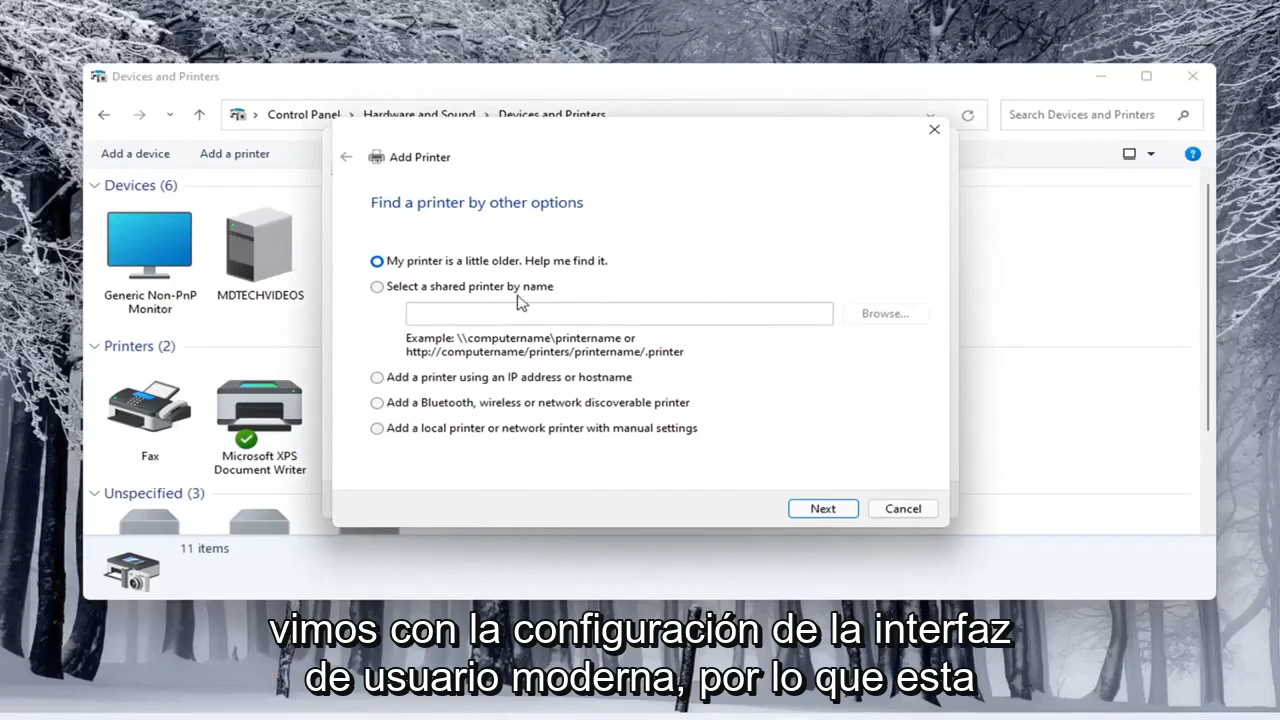 Devices and Printers
Control Panel > Hardware and Sound > Devices and Printers
Search Devices and Printers
Add a device
Add a printer
Devices (6)
Generic Non-PnP
Monitor
MDTECHVIDEOS
Printers (2)
Fax
Microsoft XPS
Document Writer
Unspecified (3)
11 items
Add Printer
Find a printer by other options
My printer is a little older. Help me find it.
Select a shared printer by name
Browse...
Example: \\computername\printername or
http://computername/printers/printername/.printer
Add a printer using an IP address or hostname
Add a Bluetooth, wireless or network discoverable printer
Add a local printer or network printer with manual settings
Next
Cancel
vimos con la configuración de la interfaz
de usuario moderna, por lo que esta